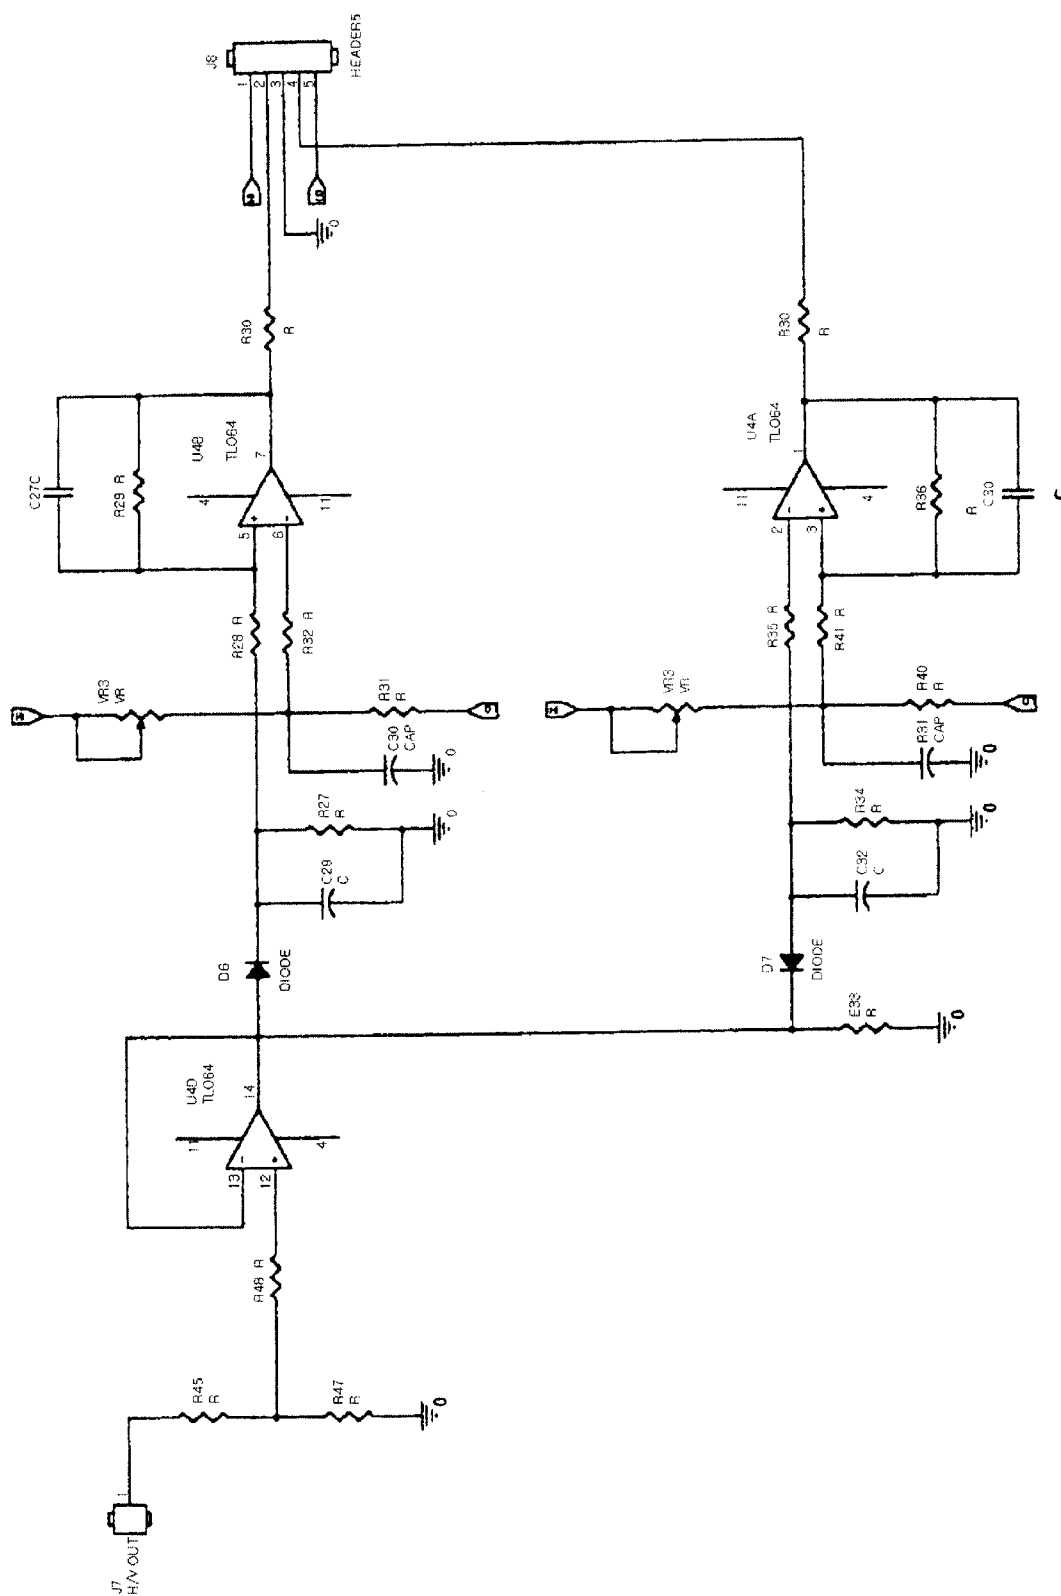 J8
HEADER5
1
2
3
4
5
0
R30
R
C27C
R29 R
U4B
TL064
7
4
11
5
6
+
-
R28 R
R32 R
VR3
VR
R31
R
C30
CAP
0
R27
R
C29
C
0
D6
DIODE
U4D
TL064
14
11
4
13
12
-
+
R48 R
R45
R
R47
R
0
1
J7
H/V OUT
R30
R
U4A
TL064
1
11
4
2
3
-
+
R36
R
C30
R35 R
R41 R
VR3
VR
R40
R
R31
CAP
0
R34
R
C32
C
0
D7
DIODE
E33
R
0